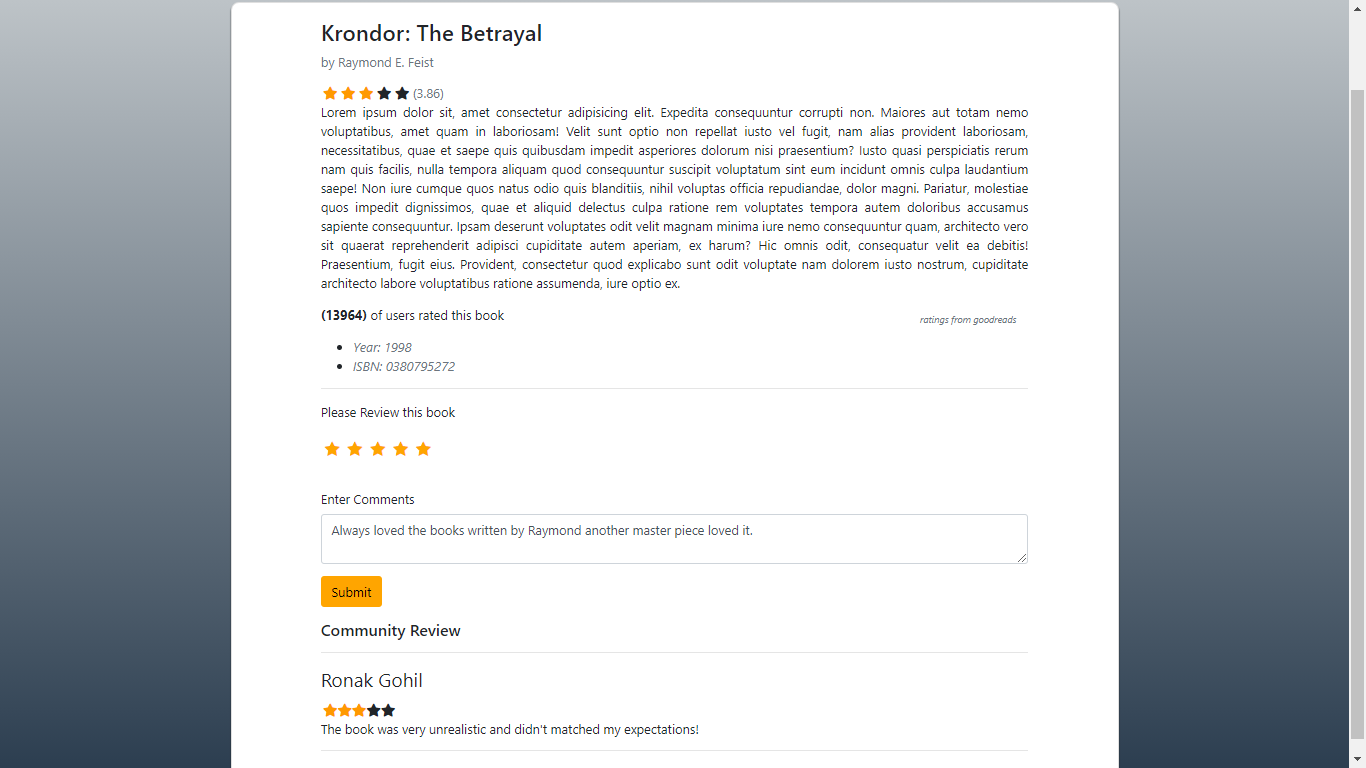 Krondor: The Betrayal
by Raymond E. Feist
(3.86)
Lorem ipsum dolor sit, amet consectetur adipisicing elit. Expedita consequuntur corrupti non. Maiores aut totam nemo
voluptatibus, amet quam in laboriosam! Velit sunt optio non repellat iusto vel fugit, nam alias provident laboriosam,
necessitatibus, quae et saepe quis quibusdam impedit asperiores dolorum nisi praesentium? Iusto quasi perspiciatis rerum
nam quis facilis, nulla tempora aliquam quod consequuntur suscipit voluptatum sint eum incidunt omnis culpa laudantium
saepe! Non iure cumque quos natus odio quis blanditiis, nihil voluptas officia repudiandae, dolor magni. Pariatur, molestiae
quos impedit dignissimos, quae et aliquid delectus culpa ratione rem voluptates tempora autem doloribus accusamus
sapiente consequuntur. Ipsam deserunt voluptates odit velit magnam minima iure nemo consequuntur quam, architecto vero
sit quaerat reprehenderit adipisci cupiditate autem aperiam, ex harum? Hic omnis odit, consequatur velit ea debitis!
Praesentium, fugit eius. Provident, consectetur quod explicabo sunt odit voluptate nam dolorem iusto nostrum, cupiditate
architecto labore voluptatibus ratione assumenda, iure optio ex.
(13964) of users rated this book
ratings from goodreads
Year: 1998
ISBN: 0380795272
Please Review this book
Enter Comments
Always loved the books written by Raymond another master piece loved it.
Submit
Community Review
Ronak Gohil
The book was very unrealistic and didn't matched my expectations!